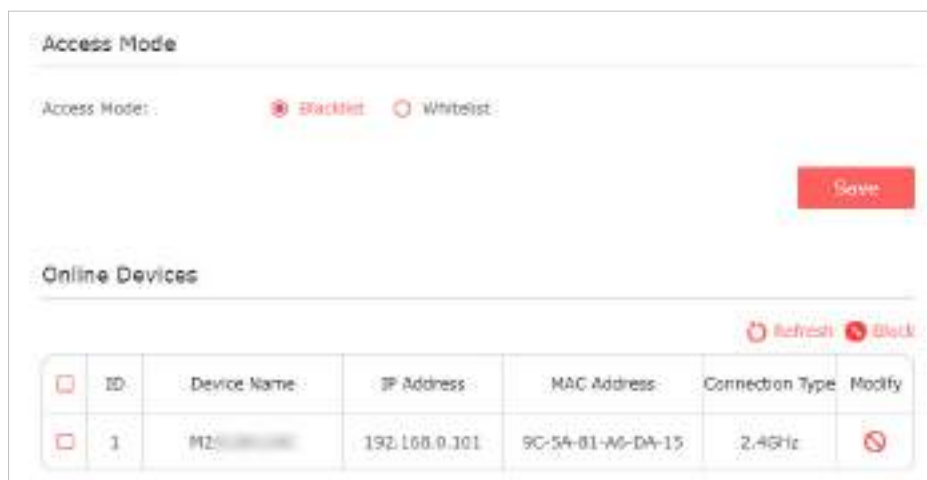 Access Mode
Access Mode: Blacklist Whitelist
Save
Online Devices
Refresh Block
ID Device Name IP Address MAC Address Connection Type Modify
1 M2 192.168.0.101 9C-5A-81-A6-DA-15 2.4GHz